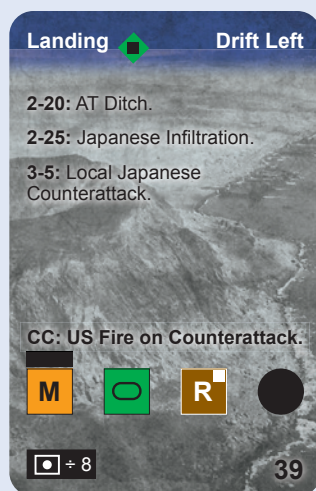 Landing Drift Left
2-20: AT Ditch.
2-25: Japanese Infiltration.
3-5: Local Japanese
Counterattack.
CC: US Fire on Counterattack.
M R
÷ 8
39